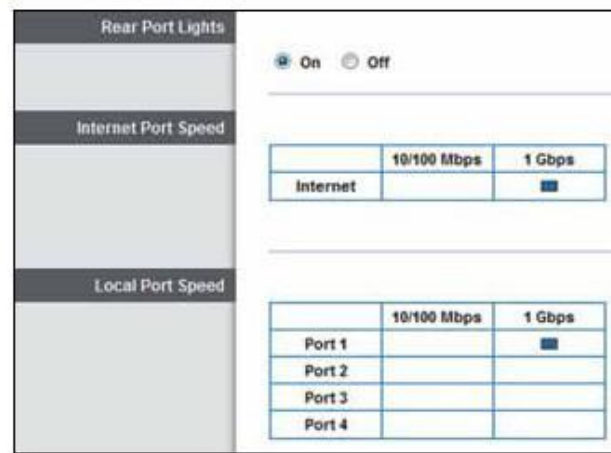 Rear Port Lights
On Off
Internet Port Speed
10/100 Mbps 1 Gbps
Internet
Local Port Speed
10/100 Mbps 1 Gbps
Port 1
Port 2
Port 3
Port 4